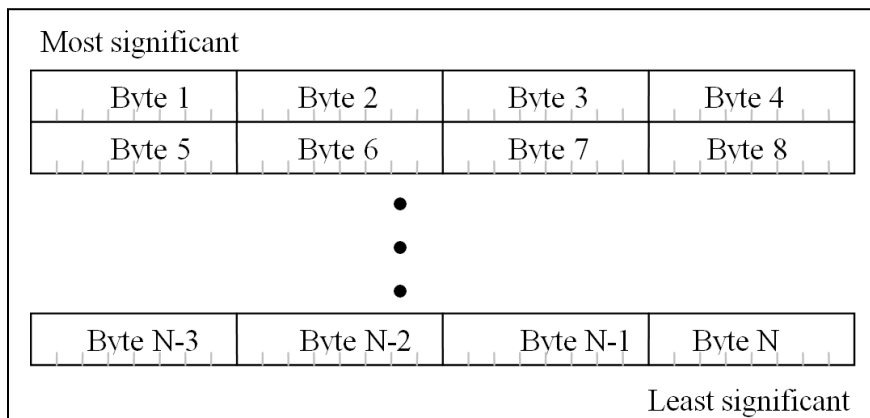 Most significant
Byte 1 Byte 2 Byte 3 Byte 4
Byte 5 Byte 6 Byte 7 Byte 8
Byte N-3 Byte N-2 Byte N-1 Byte N
Least significant